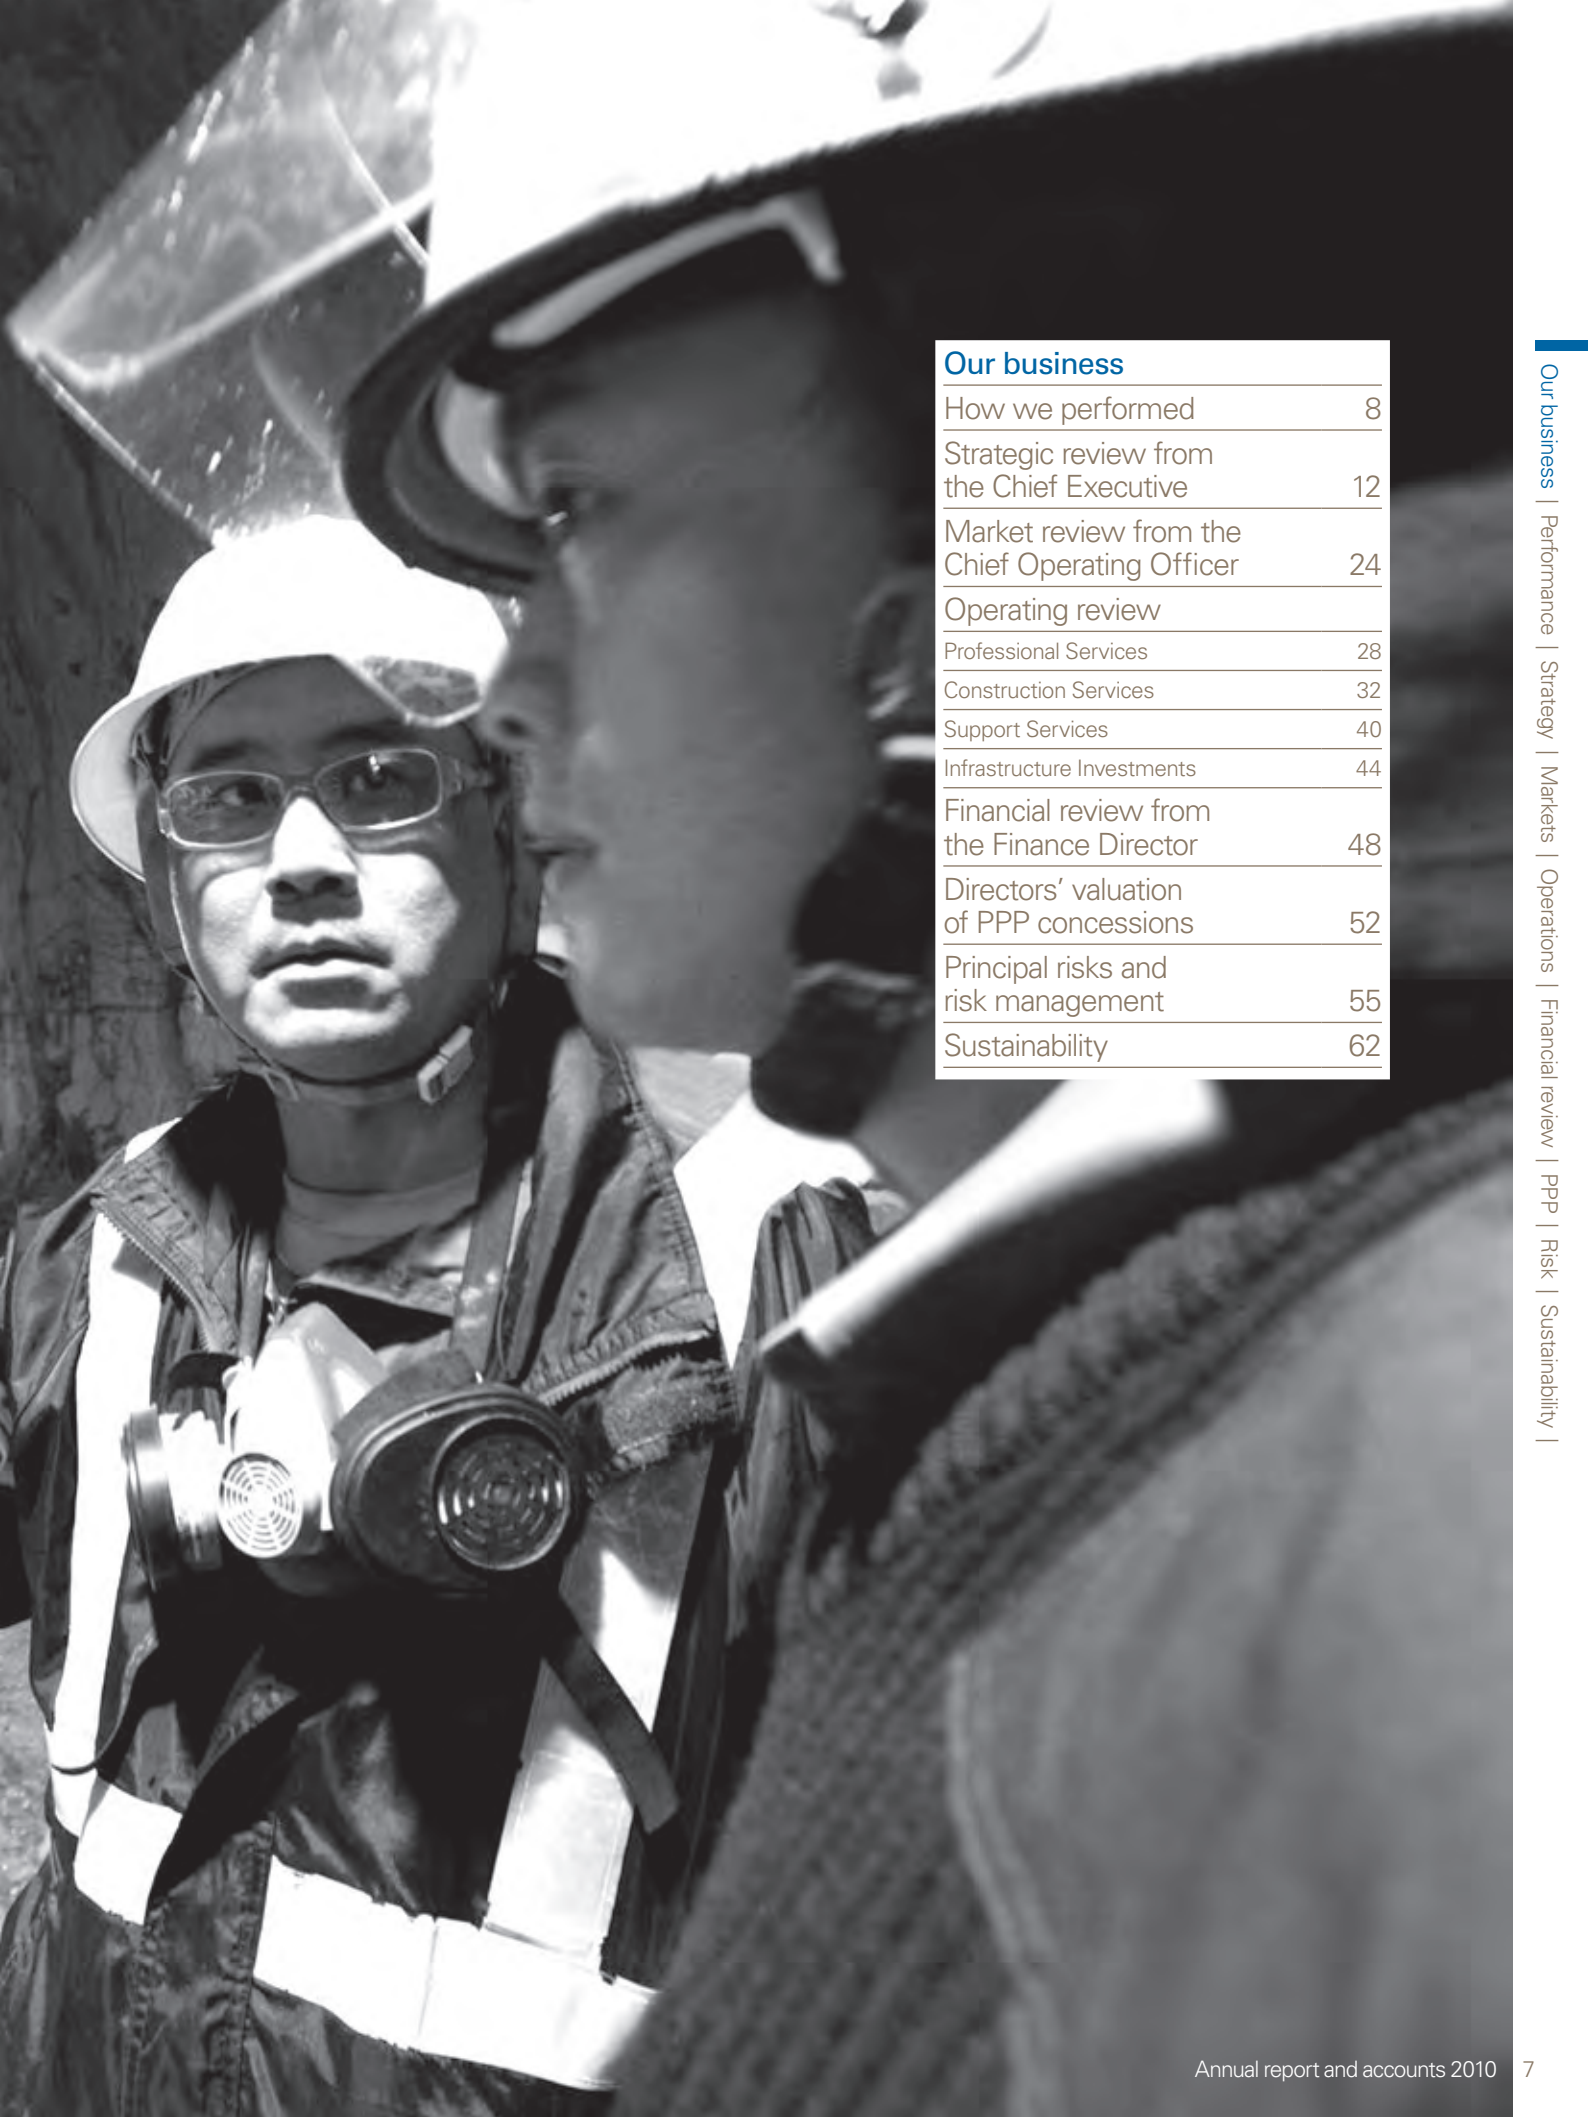 Our business
How we performed 8
Strategic review from
the Chief Executive 12
Market review from the
Chief Operating Officer 24
Operating review
Professional Services 28
Construction Services 32
Support Services 40
Infrastructure Investments 44
Financial review from
the Finance Director 48
Directors’ valuation
of PPP concessions 52
Principal risks and
risk management 55
Sustainability 62
Our business | Performance | Strategy | Markets | Operations | Financial review | PPP | Risk | Sustainability |
Annual report and accounts 2010 7